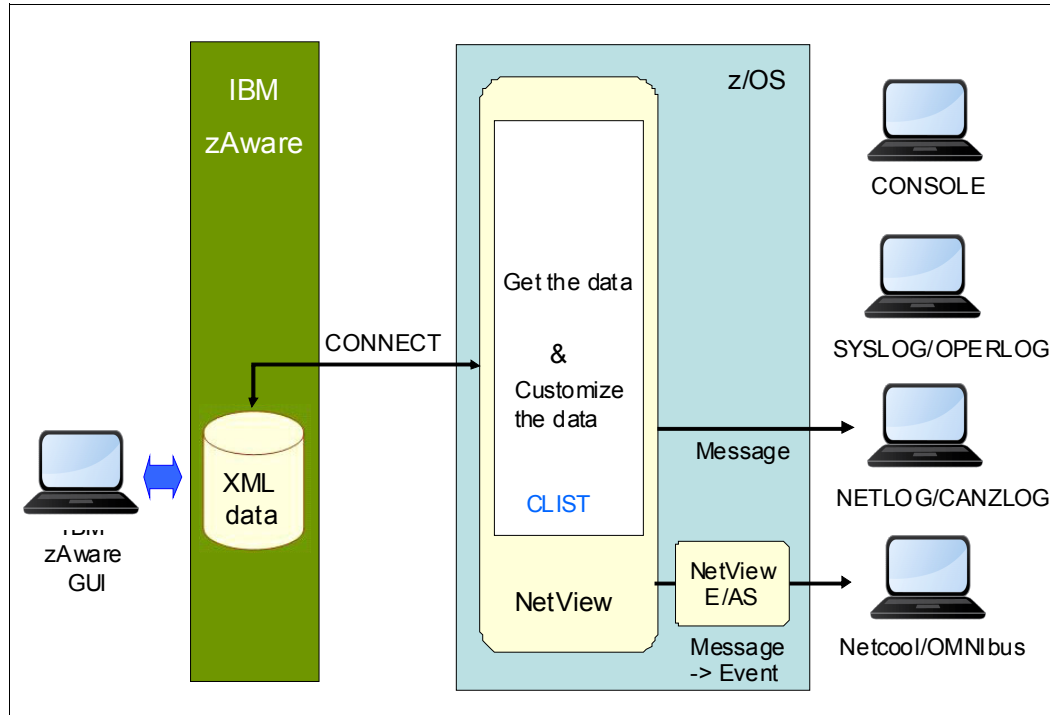 IBM
zAware
z/OS
Get the data
&
Customize
the data
CLIST
NetView
CONNECT
XML
data
IBM
zAware
GUI
Message
NetView
E/AS
Message
-> Event
CONSOLE
SYSLOG/OPERLOG
NETLOG/CANZLOG
Netcool/OMNIbus